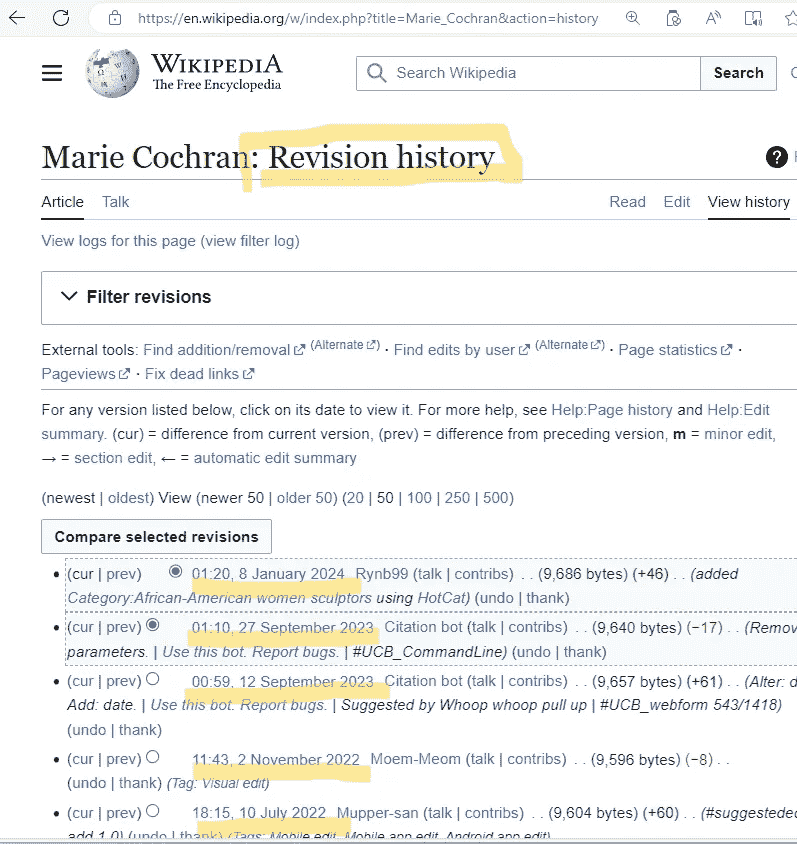 https://en.wikipedia.org/w/index.php?title=Marie_Cochran&action=history
WIKIPEDIA
The Free Encyclopedia
Search Wikipedia
Search
Marie Cochran: Revision history
Article Talk Read Edit View history
View logs for this page (view filter log)
Filter revisions
External tools: Find addition/removal (Alternate) · Find edits by user (Alternate) · Page statistics ·
Pageviews · Fix dead links
For any version listed below, click on its date to view it. For more help, see Help:Page history and Help:Edit
summary. (cur) = difference from current version, (prev) = difference from preceding version, m = minor edit,
→ = section edit, ← = automatic edit summary
(newest | oldest) View (newer 50 | older 50) (20 | 50 | 100 | 250 | 500)
Compare selected revisions
• (cur | prev) 01:20, 8 January 2024 Rynb99 (talk | contribs) . . (9,686 bytes) (+46) . . (added
Category:African-American women sculptors using HotCat) (undo | thank)
• (cur | prev) 01:10, 27 September 2023 Citation bot (talk | contribs) . . (9,640 bytes) (−17) . . (Remov
parameters. | Use this bot. Report bugs. | #UCB_CommandLine) (undo | thank)
• (cur | prev) 00:59, 12 September 2023 Citation bot (talk | contribs) . . (9,657 bytes) (+61) . . (Alter: d
Add: date. | Use this bot. Report bugs. | Suggested by Whoop whoop pull up | #UCB_webform 543/1418)
(undo | thank)
• (cur | prev) 11:43, 2 November 2022 Moem-Meom (talk | contribs) . . (9,596 bytes) (−8) . .
(undo | thank) (Tag: Visual edit)
• (cur | prev) 18:15, 10 July 2022 Mupper-san (talk | contribs) . . (9,604 bytes) (+60) . . (#suggestededi
add 1.0) (undo | thank) (Tags: Mobile edit, Mobile app edit, Android app edit)